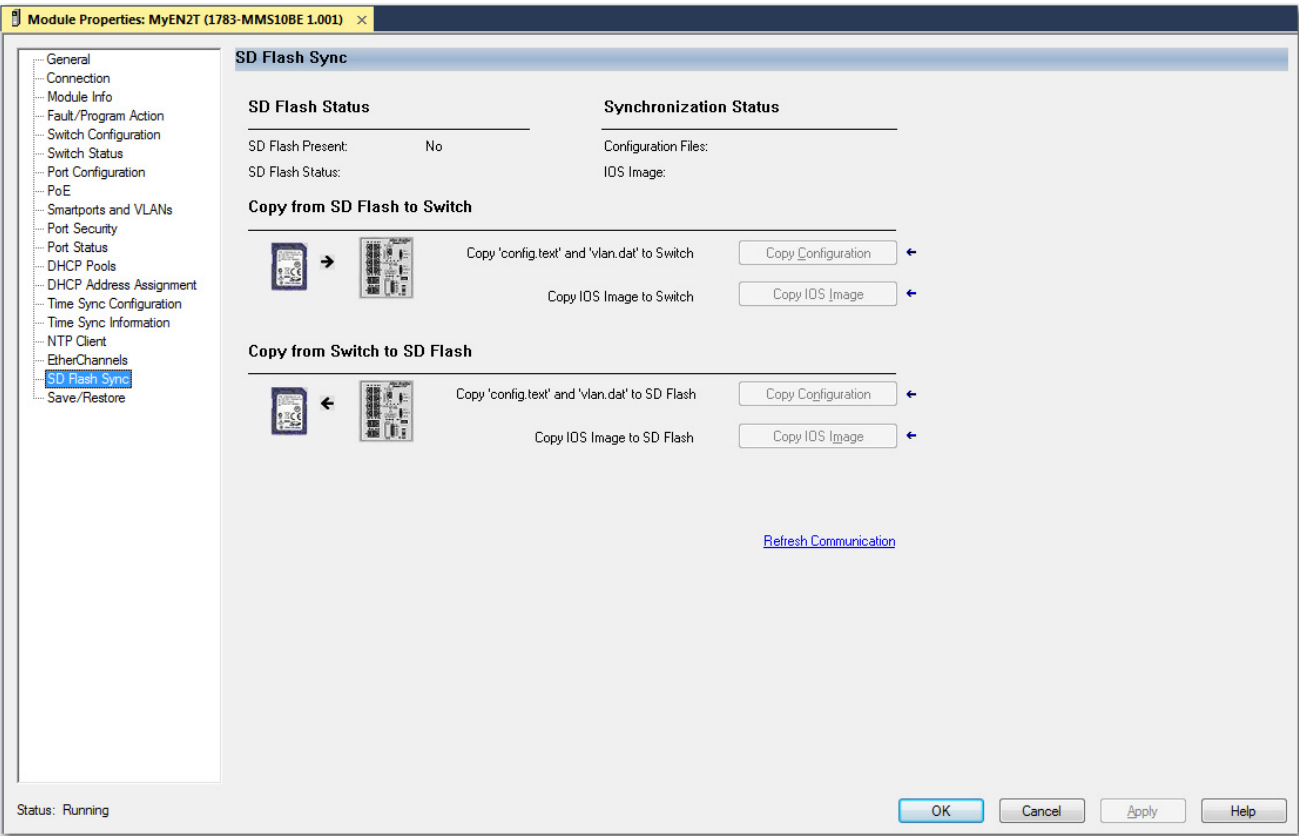 Module Properties: MyEN2T (1783-MMS10BE 1.001) ×
General
Connection
Module Info
Fault/Program Action
Switch Configuration
Switch Status
Port Configuration
PoE
Smartports and VLANs
Port Security
Port Status
DHCP Pools
DHCP Address Assignment
Time Sync Configuration
Time Sync Information
NTP Client
EtherChannels
SD Flash Sync
Save/Restore
SD Flash Sync
SD Flash Status
SD Flash Present: No
SD Flash Status:
Synchronization Status
Configuration Files:
IOS Image:
Copy from SD Flash to Switch
Copy 'config.text' and 'vlan.dat' to Switch Copy Configuration
Copy IOS Image to Switch Copy IOS Image
Copy from Switch to SD Flash
Copy 'config.text' and 'vlan.dat' to SD Flash Copy Configuration
Copy IOS Image to SD Flash Copy IOS Image
Refresh Communication
Status: Running
OK Cancel Apply Help